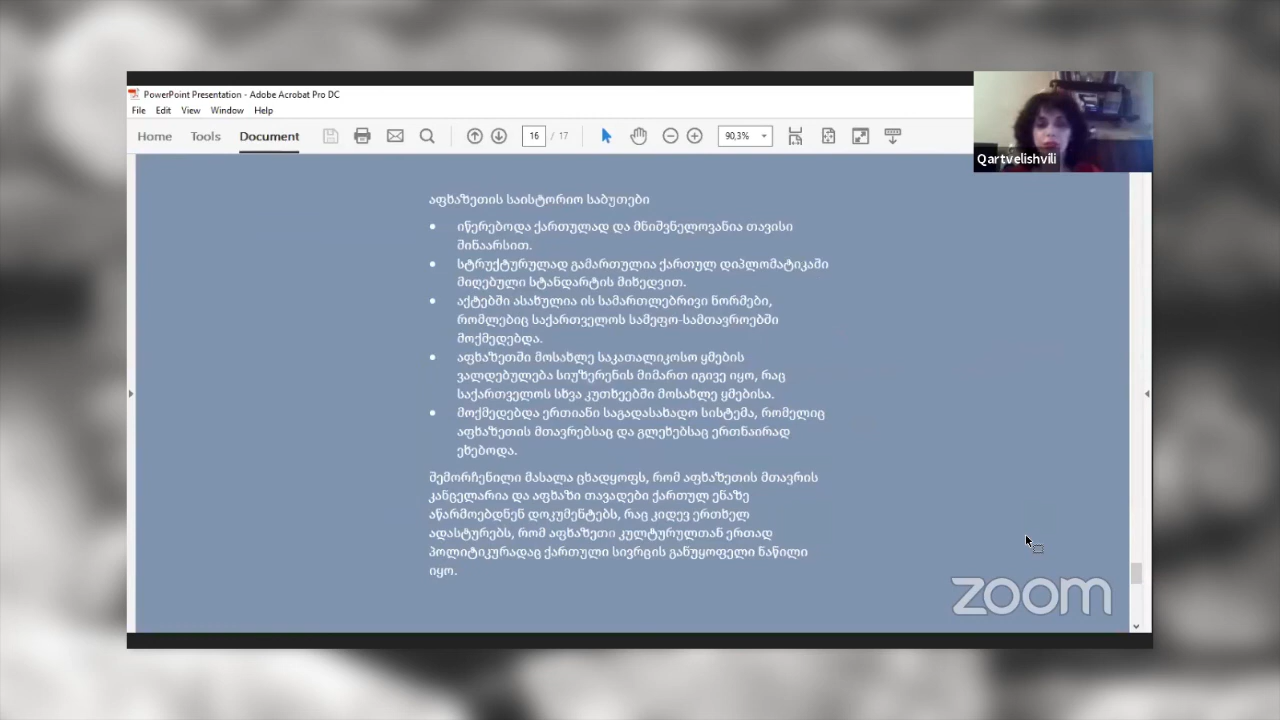 PowerPoint Presentation - Adobe Acrobat Pro DC
File Edit View Window Help
Home Tools Document 16 / 17 90,3%
Qartvelishvili
აფხაზეთის საისტორიო საბუთები
• იწერებოდა ქართულად და მნიშვნელოვანია თავისი
შინაარსით.
• სტრუქტურულად გამართულია ქართულ დიპლომატიკაში
მიღებული სტანდარტის მიხედვით.
• აქტებში ასახულია ის სამართლებრივი ნორმები,
რომლებიც საქართველოს სამეფო-სამთავროებში
მოქმედებდა.
• აფხაზეთში მოსახლე საკათალიკოსო ყმების
ვალდებულება სიუზერენის მიმართ იგივე იყო, რაც
საქართველოს სხვა კუთხეებში მოსახლე ყმებისა.
• მოქმედებდა ერთიანი საგადასახადო სისტემა, რომელიც
აფხაზეთის მთავრებსაც და გლეხებსაც ერთნაირად
ეხებოდა.
შემორჩენილი მასალა ცხადყოფს, რომ აფხაზეთის მთავრის
კანცელარია და აფხაზი თავადები ქართულ ენაზე
აწარმოებდნენ დოკუმენტებს, რაც კიდევ ერთხელ
ადასტურებს, რომ აფხაზეთი კულტურულთან ერთად
პოლიტიკურადაც ქართული სივრცის განუყოფელი ნაწილი
იყო.
zoom